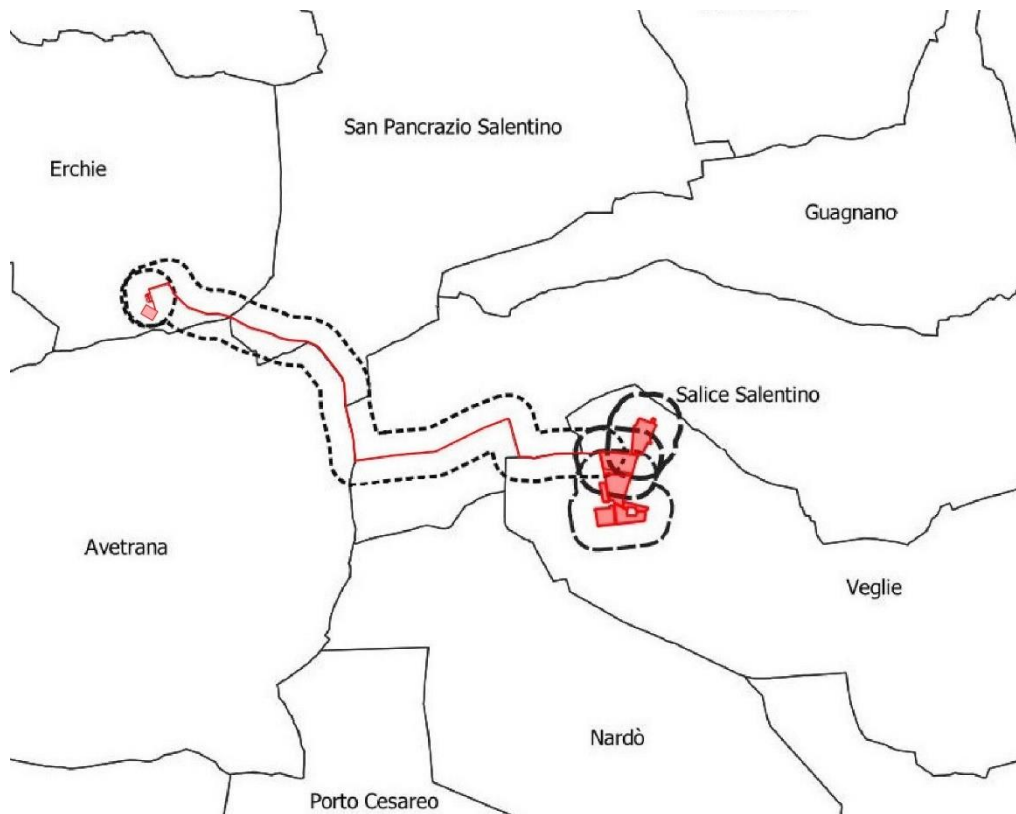 San Pancrazio Salentino
Erchie
Guagnano
Salice Salentino
Avetrana
Veglie
Nardò
Porto Cesareo